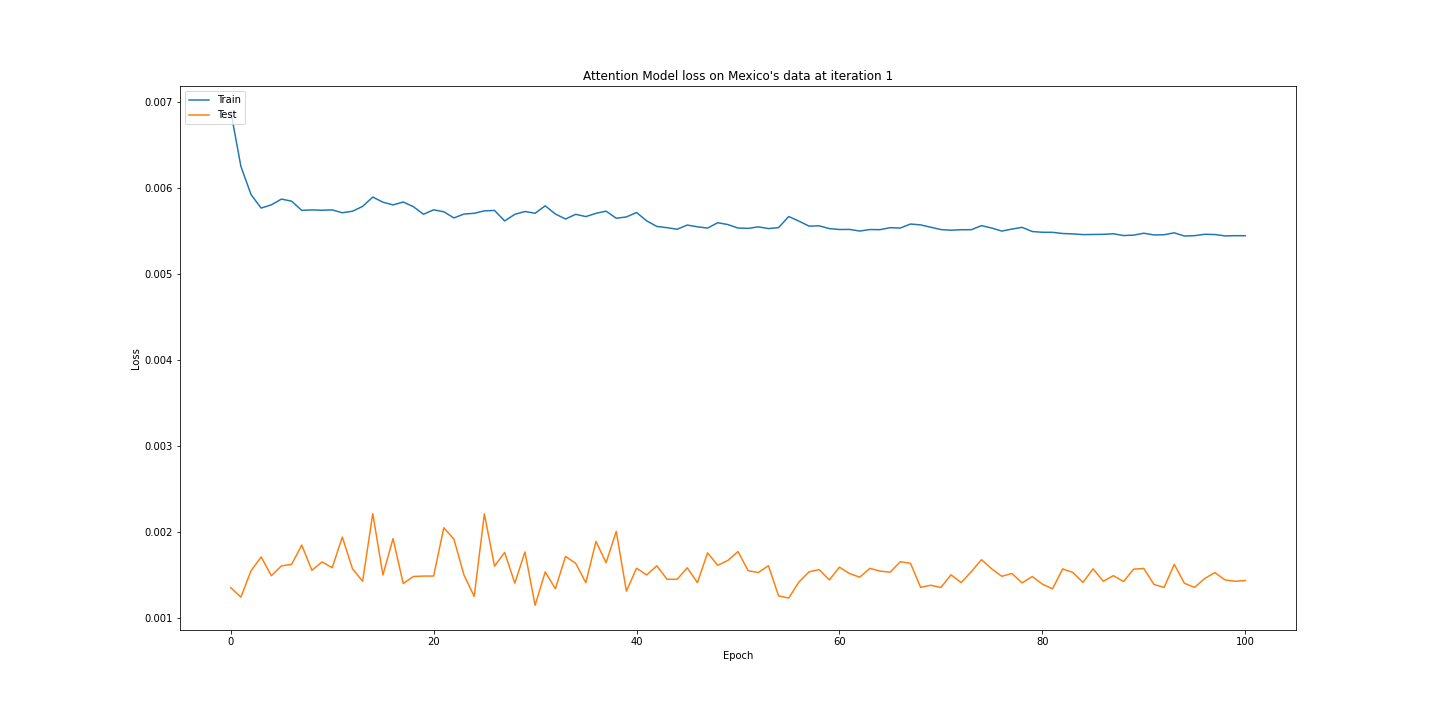 Attention Model loss on Mexico's data at iteration 1
Train
Test
0.007
0.006
0.005
0.004
0.003
0.002
0.001
Loss
0 20 40 60 80 100
Epoch